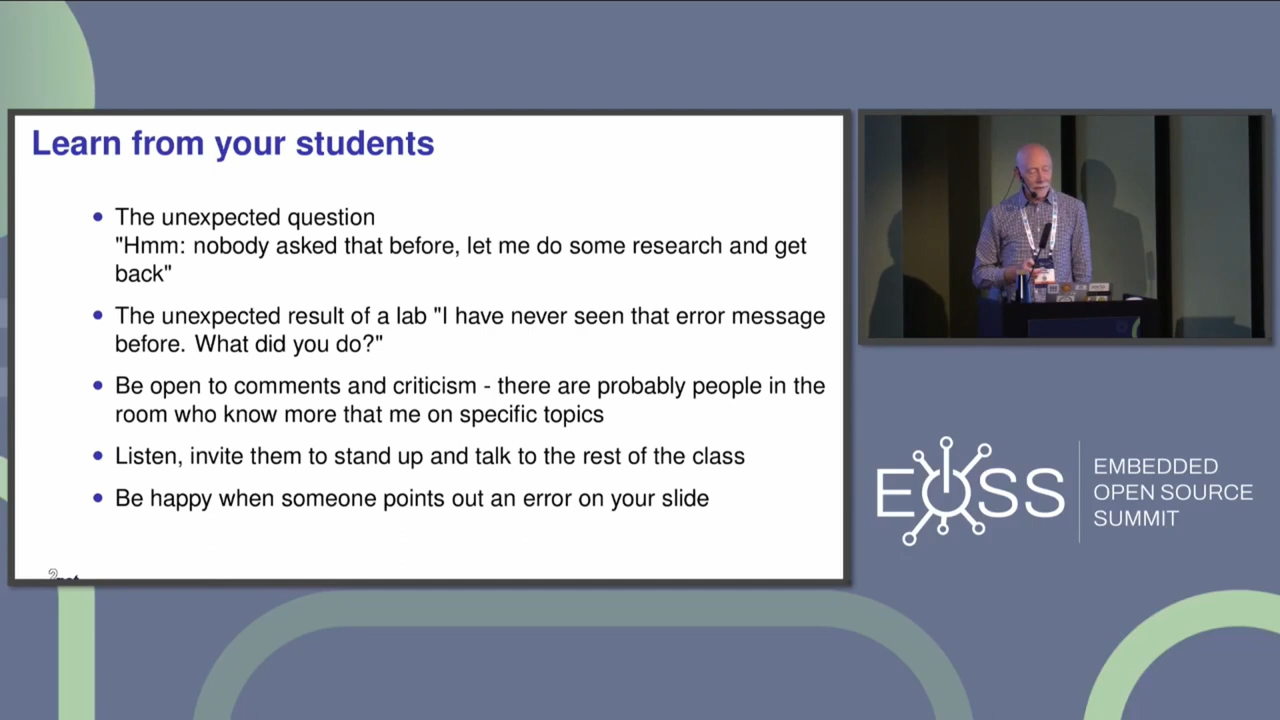 Learn from your students
The unexpected question
"Hmm: nobody asked that before, let me do some research and get
back"
The unexpected result of a lab "I have never seen that error message
before. What did you do?"
Be open to comments and criticism - there are probably people in the
room who know more that me on specific topics
Listen, invite them to stand up and talk to the rest of the class
Be happy when someone points out an error on your slide
EOSS
EMBEDDED
OPEN SOURCE
SUMMIT